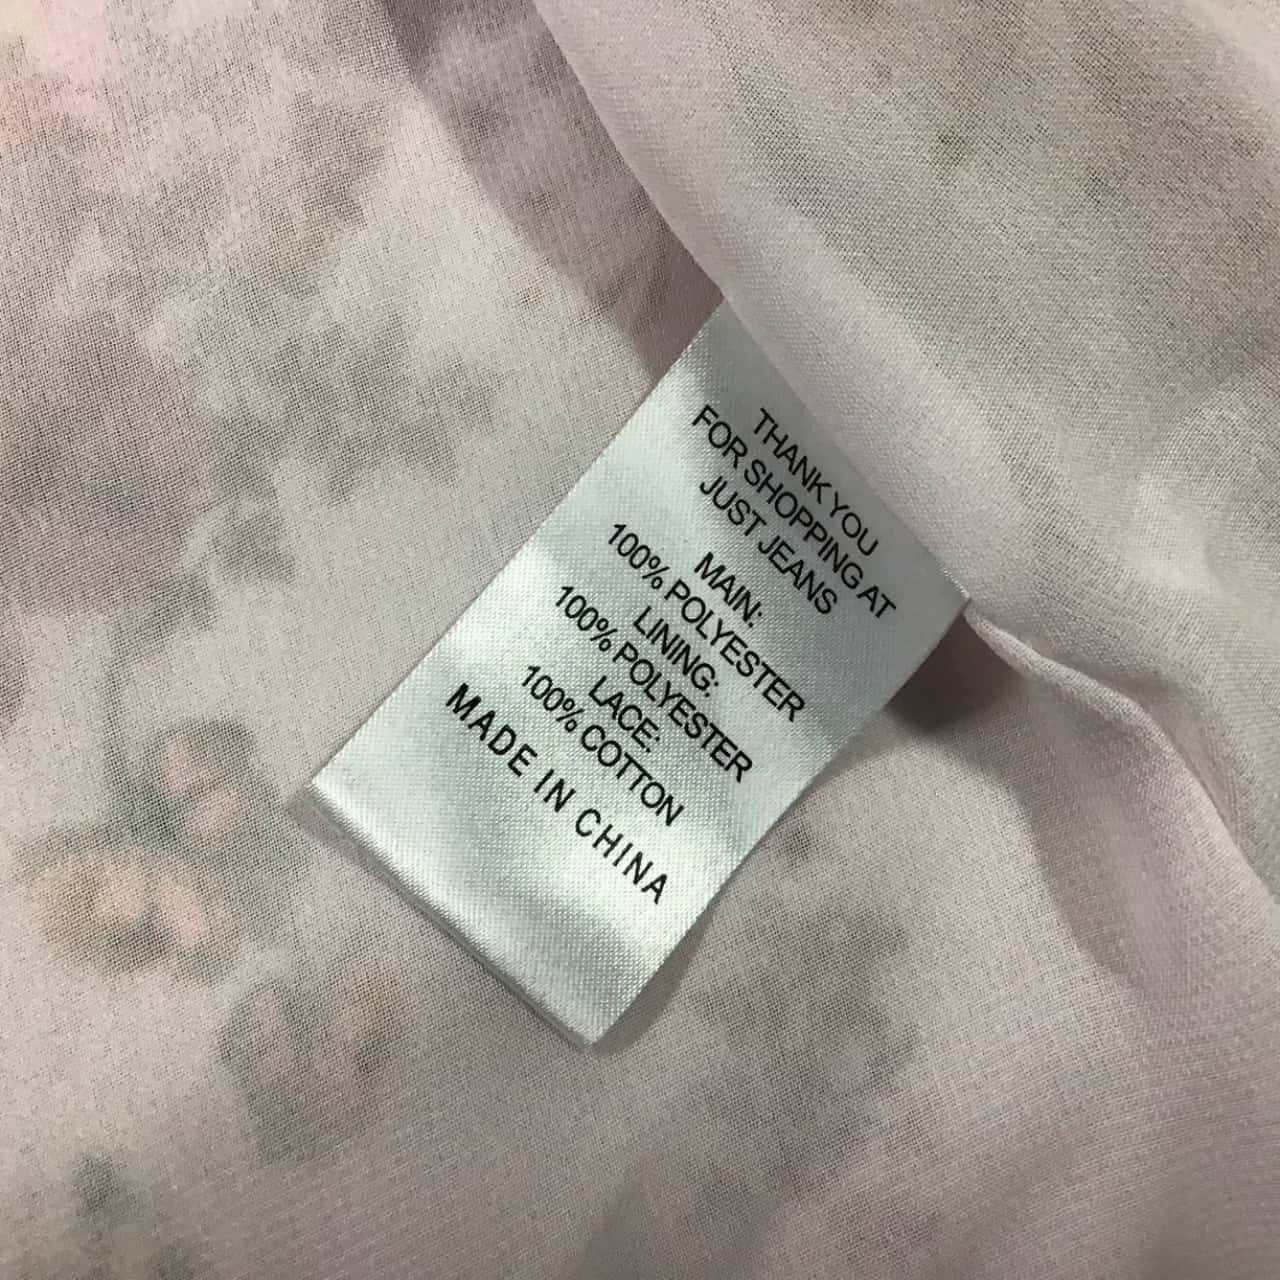 THANK YOU
FOR SHOPPING AT
JUST JEANS
MAIN:
100% POLYESTER
LINING:
100% POLYESTER
LACE:
100% COTTON
MADE IN CHINA